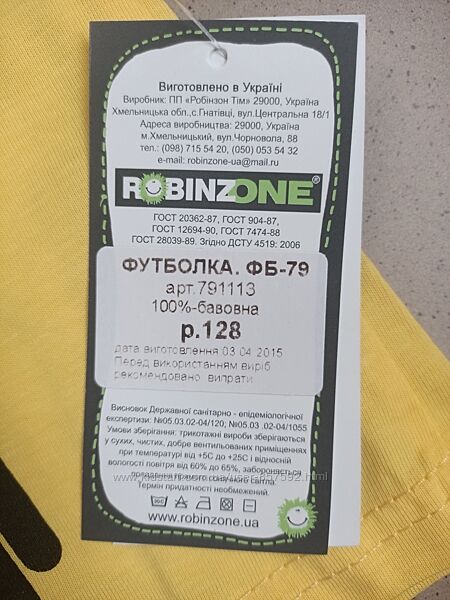 Виготовлено в Україні
Виробник: ПП «Робінзон Тім» 29000, Україна
Хмельницька обл.,с.Гнатівці, вул.Центральна 18/1
Адреса виробництва: 29000, Україна
м.Хмельницький, вул.Чорновола, 88
тел.: (098) 715 54 20, (050) 053 54 32
e-mail: robinzone-ua@mail.ru
ROBINZONE®
ГОСТ 20362-87, ГОСТ 904-87,
ГОСТ 12694-90, ГОСТ 7474-88
ГОСТ 28039-89. Згідно ДСТУ 4519: 2006
ФУТБОЛКА. ФБ-79
арт.791113
100%-бавовна
р.128
дата виготовлення:03 04 2015
Перед використанням виріб
рекомендовано випрати
Висновок Державної санітарно - епідеміологічної
експертизи: №05.03.02-04/120; №05.03 .02-04/1055
Умови зберігання: трикотажні вироби зберігаються
у сухих, чистих, добре вентильованих приміщеннях
при температурі від +5С до +25С і відносній
вологості повітря від 60% до 65%, забороняється
світла.
Термін придатності необмежений.
www.robinzone.ua